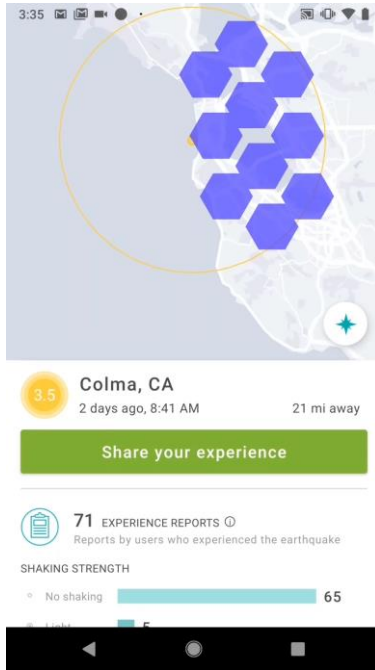 3:35
3.5
Colma, CA
2 days ago, 8:41 AM
21 mi away
Share your experience
71 EXPERIENCE REPORTS
Reports by users who experienced the earthquake
SHAKING STRENGTH
No shaking
65
Light
5